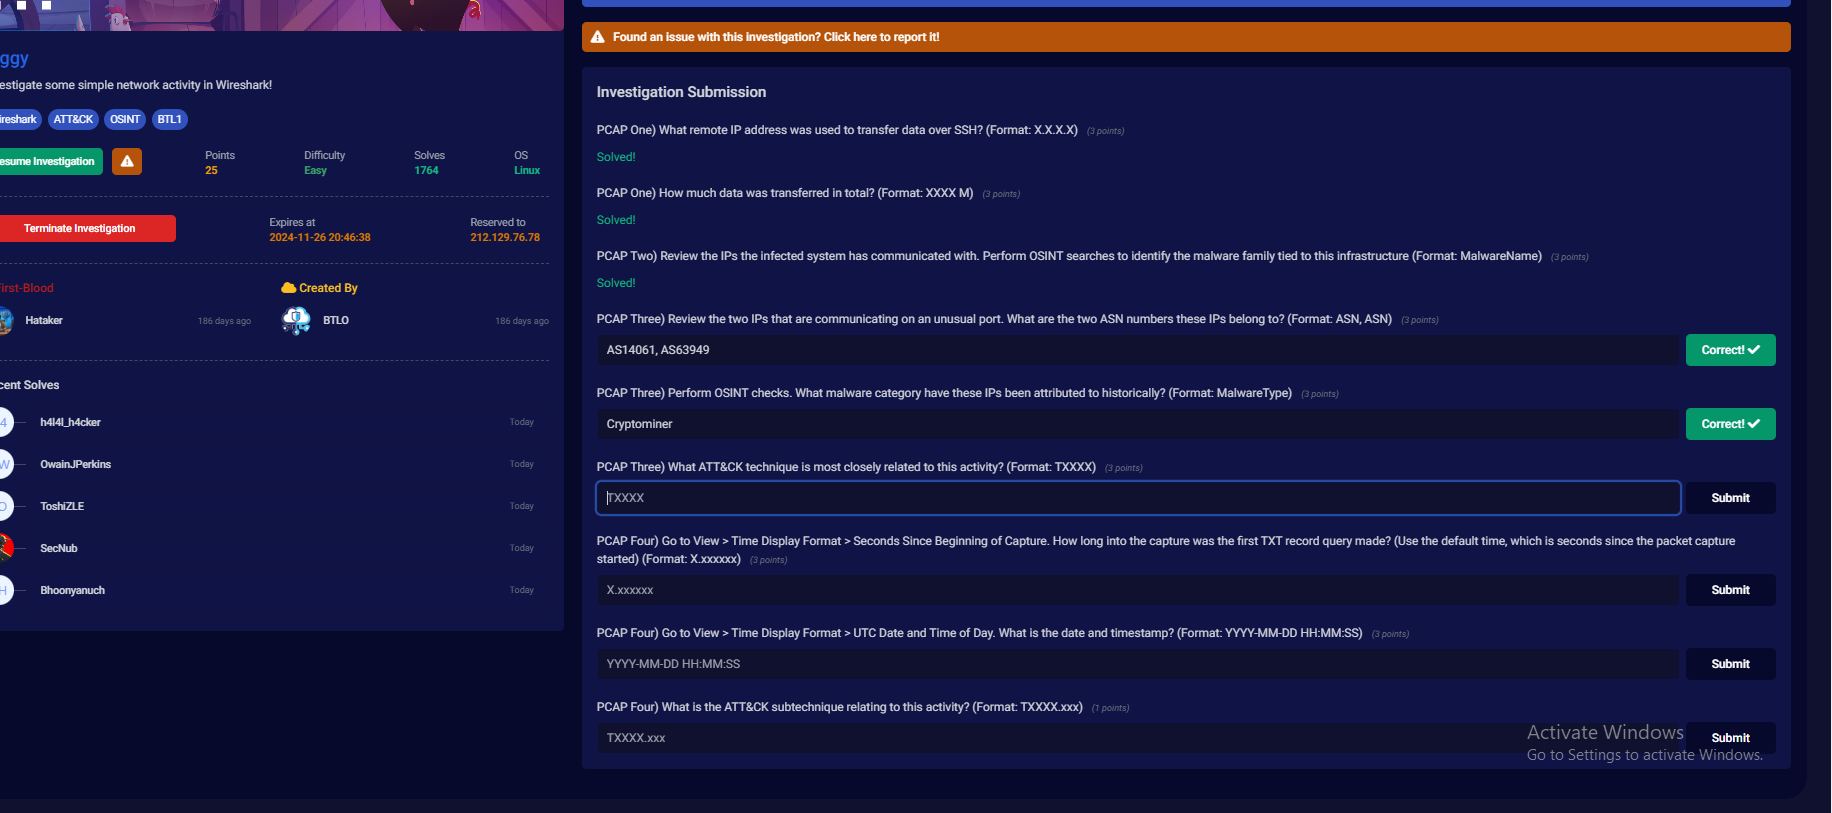 ggy
estigate some simple network activity in Wireshark!
ireshark ATT&CK OSINT BTL1
esume Investigation
Points Difficulty Solves OS
25 Easy 1764 Linux
Terminate Investigation
Expires at Reserved to
2024-11-26 20:46:38 212.129.76.78
irst-Blood Created By
Hataker 186 days ago BTLO 186 days ago
cent Solves
4 h4l4l_h4cker Today
W OwainJPerkins Today
O ToshiZLE Today
SecNub Today
H Bhoonyanuch Today
Found an issue with this investigation? Click here to report it!
Investigation Submission
PCAP One) What remote IP address was used to transfer data over SSH? (Format: X.X.X.X) (3 points)
Solved!
PCAP One) How much data was transferred in total? (Format: XXXX M) (3 points)
Solved!
PCAP Two) Review the IPs the infected system has communicated with. Perform OSINT searches to identify the malware family tied to this infrastructure (Format: MalwareName) (3 points)
Solved!
PCAP Three) Review the two IPs that are communicating on an unusual port. What are the two ASN numbers these IPs belong to? (Format: ASN, ASN) (3 points)
AS14061, AS63949 Correct!
PCAP Three) Perform OSINT checks. What malware category have these IPs been attributed to historically? (Format: MalwareType) (3 points)
Cryptominer Correct!
PCAP Three) What ATT&CK technique is most closely related to this activity? (Format: TXXXX) (3 points)
TXXXX Submit
PCAP Four) Go to View > Time Display Format > Seconds Since Beginning of Capture. How long into the capture was the first TXT record query made? (Use the default time, which is seconds since the packet capture
started) (Format: X.xxxxxx) (3 points)
X.xxxxxx Submit
PCAP Four) Go to View > Time Display Format > UTC Date and Time of Day. What is the date and timestamp? (Format: YYYY-MM-DD HH:MM:SS) (3 points)
YYYY-MM-DD HH:MM:SS Submit
PCAP Four) What is the ATT&CK subtechnique relating to this activity? (Format: TXXXX.xxx) (1 points)
TXXXX.xxx Submit
Activate Windows
Go to Settings to activate Windows.